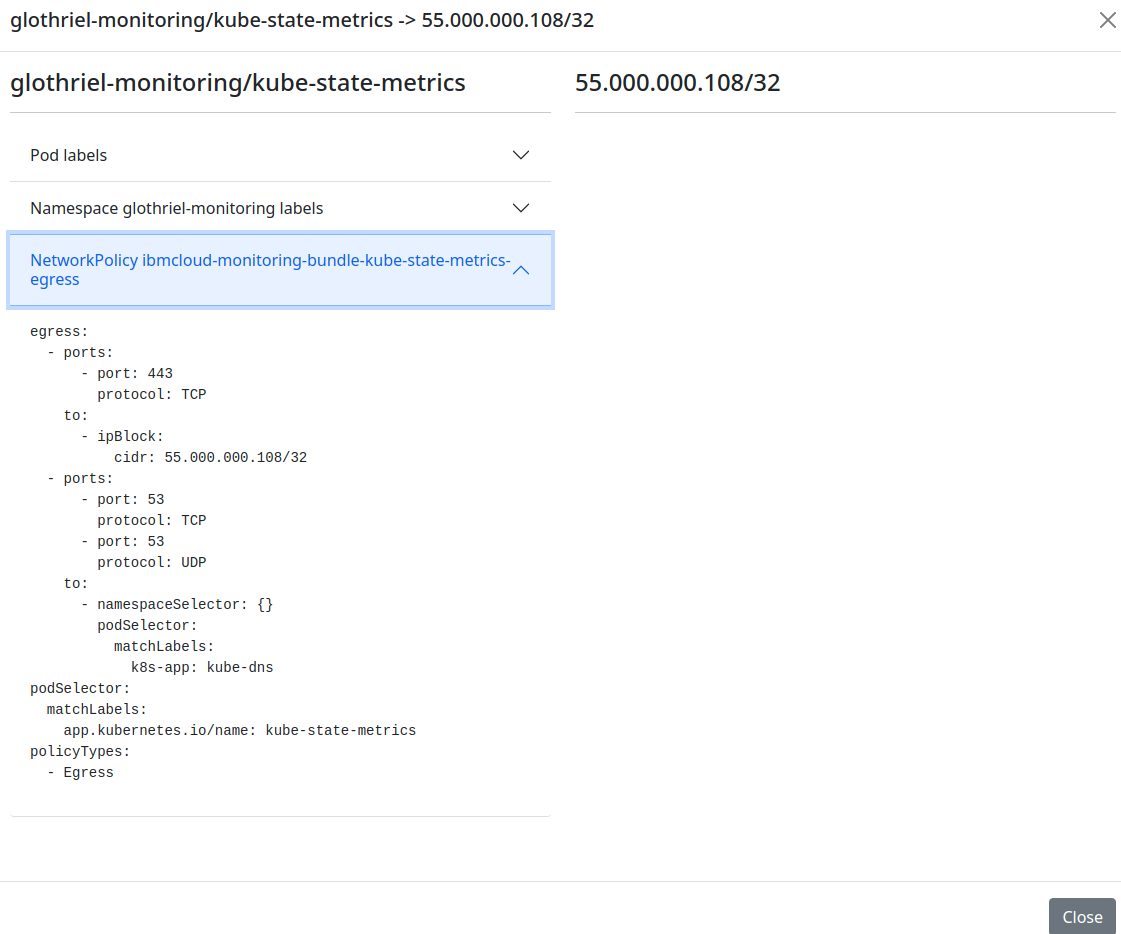 glothriel-monitoring/kube-state-metrics -> 55.000.000.108/32
glothriel-monitoring/kube-state-metrics
55.000.000.108/32
Pod labels
Namespace glothriel-monitoring labels
NetworkPolicy ibmcloud-monitoring-bundle-kube-state-metrics-
egress
egress:
  - ports:
      - port: 443
        protocol: TCP
    to:
      - ipBlock:
          cidr: 55.000.000.108/32
  - ports:
      - port: 53
        protocol: TCP
      - port: 53
        protocol: UDP
    to:
      - namespaceSelector: {}
        podSelector:
          matchLabels:
            k8s-app: kube-dns
podSelector:
  matchLabels:
    app.kubernetes.io/name: kube-state-metrics
policyTypes:
  - Egress
Close